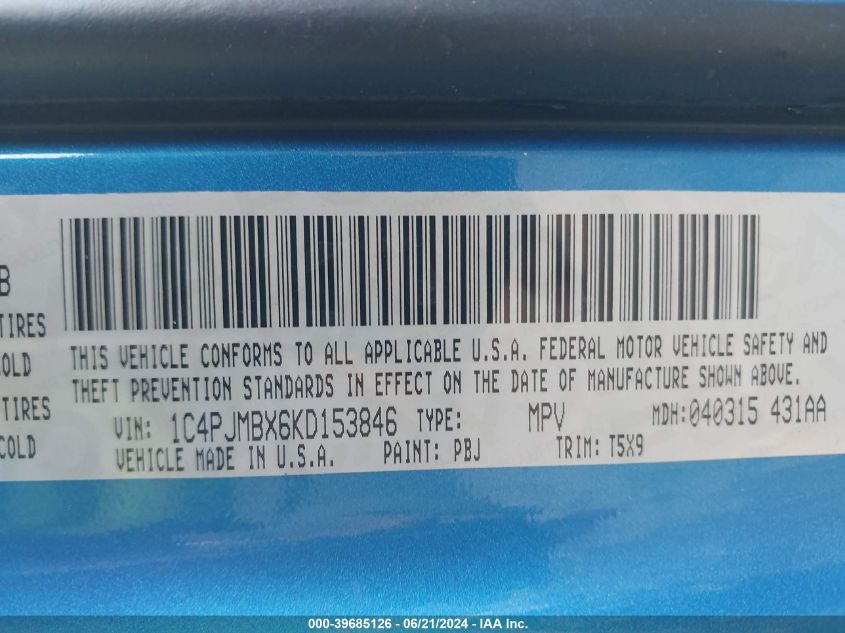 B
TIRES
COLD
TIRES
COLD
THIS VEHICLE CONFORMS TO ALL APPLICABLE U.S.A. FEDERAL MOTOR VEHICLE SAFETY AND
THEFT PREVENTION STANDARDS IN EFFECT ON THE DATE OF MANUFACTURE SHOWN ABOVE.
VIN: 1C4PJMBX6KD153846 TYPE: MPV MDH:040315 431AA
VEHICLE MADE IN U.S.A. PAINT: PBJ TRIM: T5X9
000-39685126 - 06/21/2024 - IAA Inc.